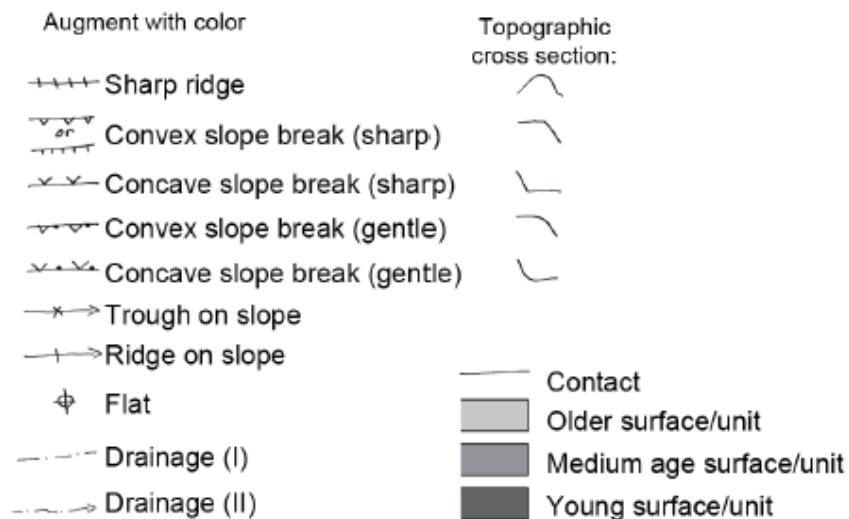 Augment with color
Topographic
cross section:
Sharp ridge
or
Convex slope break (sharp)
Concave slope break (sharp)
Convex slope break (gentle)
Concave slope break (gentle)
Trough on slope
Ridge on slope
Flat
Drainage (I)
Drainage (II)
Contact
Older surface/unit
Medium age surface/unit
Young surface/unit